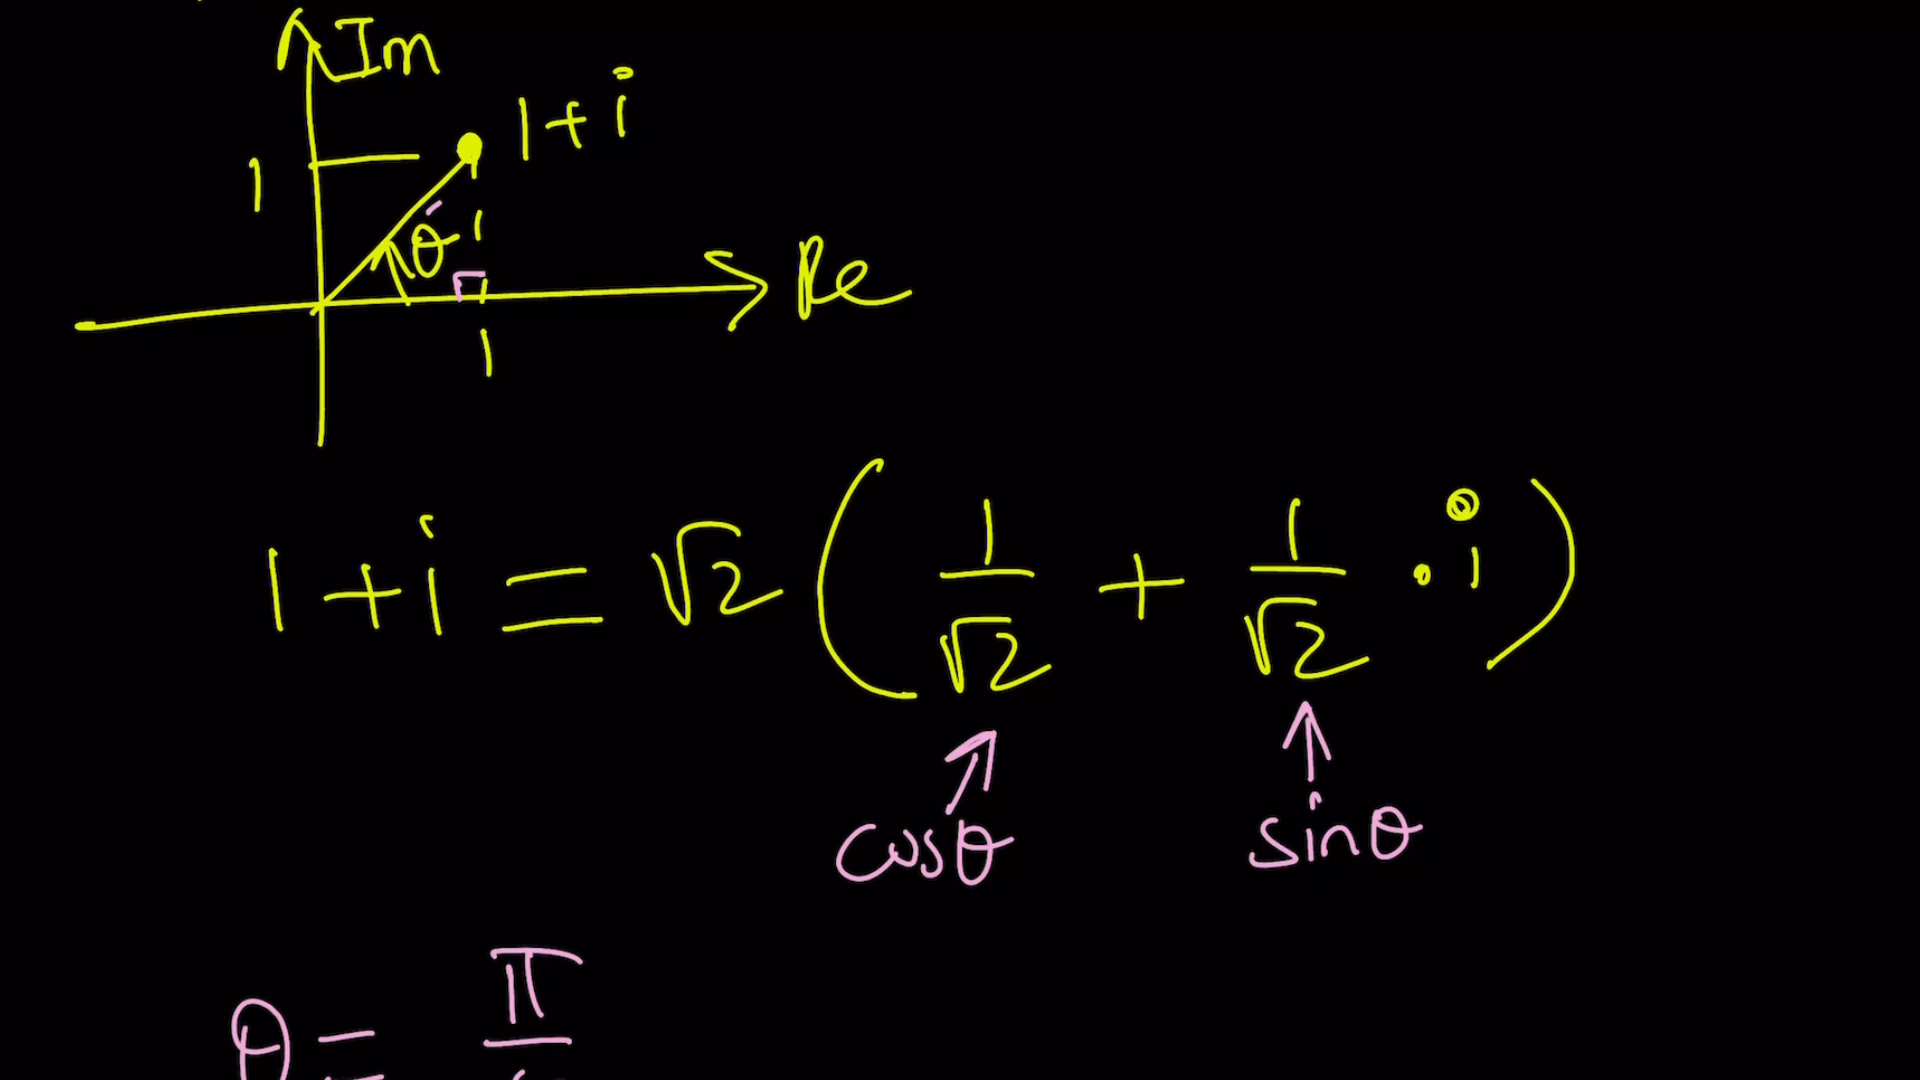 Im
1+i
1
θ
Re
1
1+i = √2 ( 1/√2 + 1/√2 · i )
cosθ sinθ
θ = π